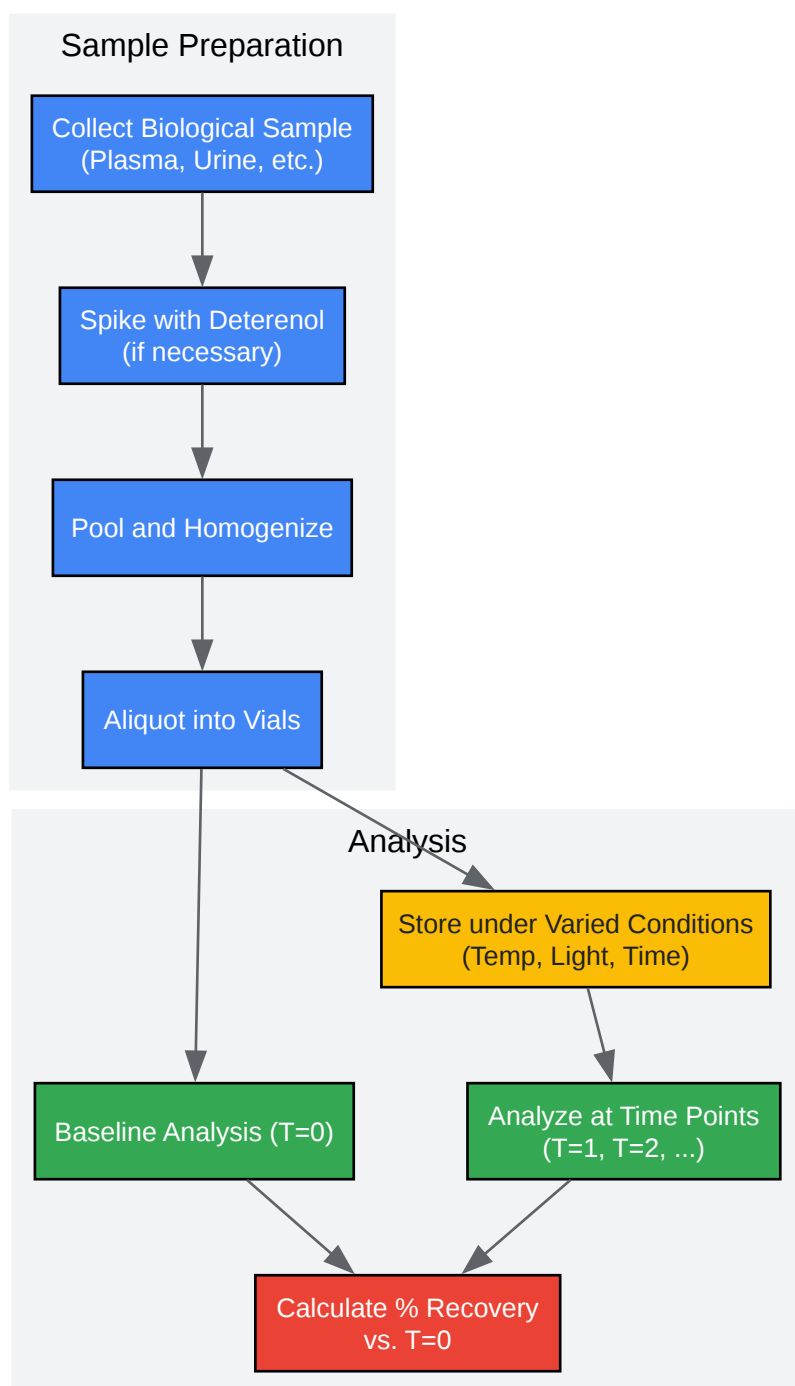 Sample Preparation
Collect Biological Sample
(Plasma, Urine, etc.)
Spike with Deterenol
(if necessary)
Pool and Homogenize
Aliquot into Vials
Analysis
Store under Varied Conditions
(Temp, Light, Time)
Baseline Analysis (T=0)
Analyze at Time Points
(T=1, T=2, ...)
Calculate % Recovery
vs. T=0